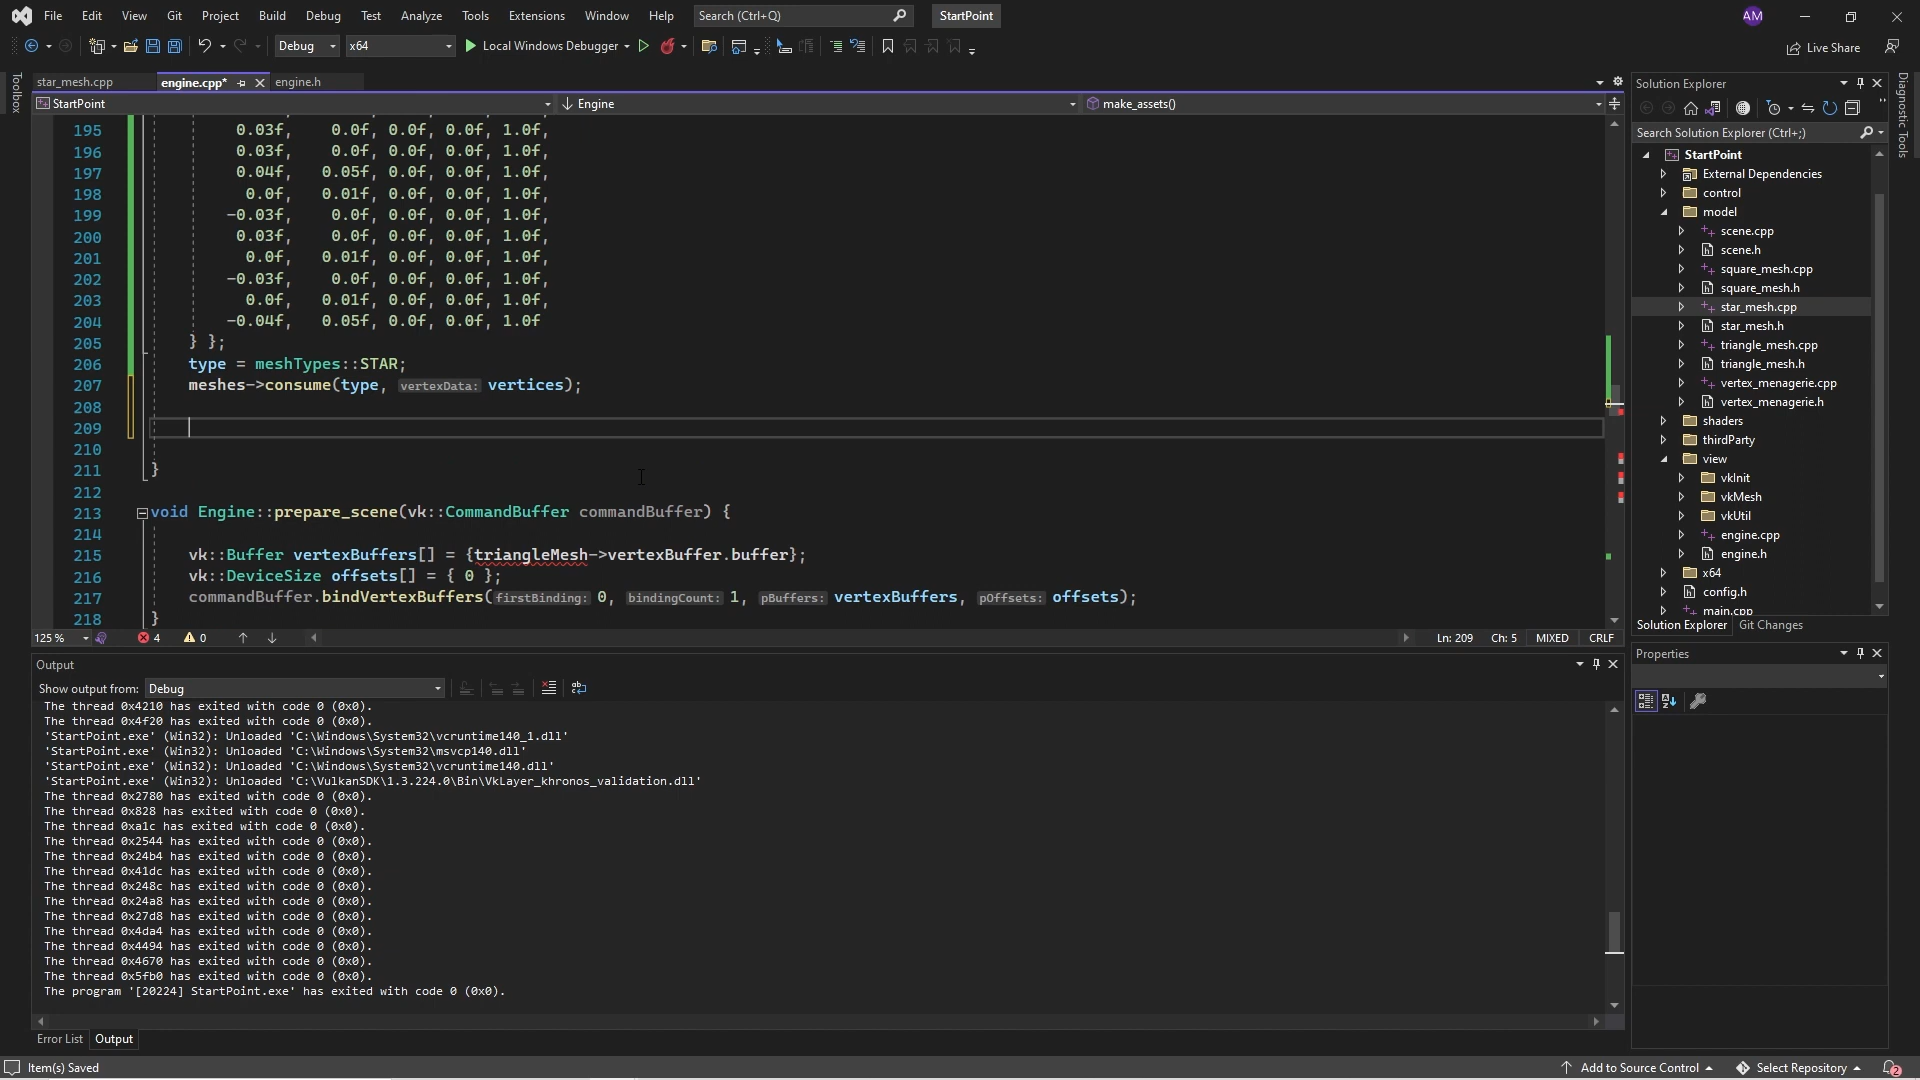 File Edit View Git Project Build Debug Test Analyze Tools Extensions Window Help Search (Ctrl+Q) StartPoint AM
Debug x64 Local Windows Debugger Live Share
Toolbox
star_mesh.cpp engine.cpp* engine.h
StartPoint Engine make_assets()
195 0.03f, 0.0f, 0.0f, 0.0f, 1.0f,
196 0.03f, 0.0f, 0.0f, 0.0f, 1.0f,
197 0.04f, 0.05f, 0.0f, 0.0f, 1.0f,
198 0.0f, 0.01f, 0.0f, 0.0f, 1.0f,
199 -0.03f, 0.0f, 0.0f, 0.0f, 1.0f,
200 0.03f, 0.0f, 0.0f, 0.0f, 1.0f,
201 0.0f, 0.01f, 0.0f, 0.0f, 1.0f,
202 -0.03f, 0.0f, 0.0f, 0.0f, 1.0f,
203 0.0f, 0.01f, 0.0f, 0.0f, 1.0f,
204 -0.04f, 0.05f, 0.0f, 0.0f, 1.0f
205 } };
206 type = meshTypes::STAR;
207 meshes->consume(type, vertexData: vertices);
208
209
210
211 }
212
213 void Engine::prepare_scene(vk::CommandBuffer commandBuffer) {
214
215 vk::Buffer vertexBuffers[] = {triangleMesh->vertexBuffer.buffer};
216 vk::DeviceSize offsets[] = { 0 };
217 commandBuffer.bindVertexBuffers(firstBinding: 0, bindingCount: 1, pBuffers: vertexBuffers, pOffsets: offsets);
218 }
125 % 4 0 Ln: 209 Ch: 5 MIXED CRLF
Output
Show output from: Debug
The thread 0x4210 has exited with code 0 (0x0).
The thread 0x4f20 has exited with code 0 (0x0).
'StartPoint.exe' (Win32): Unloaded 'C:\Windows\System32\vcruntime140_1.dll'
'StartPoint.exe' (Win32): Unloaded 'C:\Windows\System32\msvcp140.dll'
'StartPoint.exe' (Win32): Unloaded 'C:\Windows\System32\vcruntime140.dll'
'StartPoint.exe' (Win32): Unloaded 'C:\VulkanSDK\1.3.224.0\Bin\VkLayer_khronos_validation.dll'
The thread 0x2780 has exited with code 0 (0x0).
The thread 0x828 has exited with code 0 (0x0).
The thread 0xa1c has exited with code 0 (0x0).
The thread 0x2544 has exited with code 0 (0x0).
The thread 0x24b4 has exited with code 0 (0x0).
The thread 0x41dc has exited with code 0 (0x0).
The thread 0x248c has exited with code 0 (0x0).
The thread 0x24a8 has exited with code 0 (0x0).
The thread 0x27d8 has exited with code 0 (0x0).
The thread 0x4da4 has exited with code 0 (0x0).
The thread 0x4494 has exited with code 0 (0x0).
The thread 0x4670 has exited with code 0 (0x0).
The thread 0x5fb0 has exited with code 0 (0x0).
The program '[20224] StartPoint.exe' has exited with code 0 (0x0).
Error List Output
Solution Explorer
Search Solution Explorer (Ctrl+;)
StartPoint
External Dependencies
control
model
scene.cpp
scene.h
square_mesh.cpp
square_mesh.h
star_mesh.cpp
star_mesh.h
triangle_mesh.cpp
triangle_mesh.h
vertex_menagerie.cpp
vertex_menagerie.h
shaders
thirdParty
view
vkInit
vkMesh
vkUtil
engine.cpp
engine.h
x64
config.h
main.cpp
Solution Explorer Git Changes
Properties
Diagnostic Tools
Item(s) Saved Add to Source Control Select Repository 2